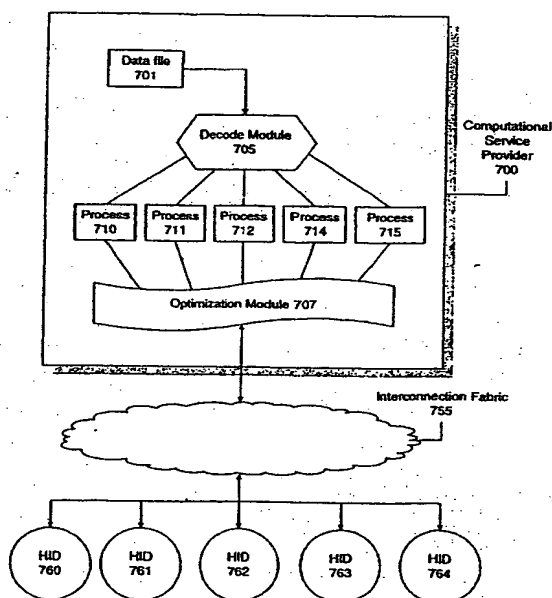 Data file
701
Decode Module
705
Computational
Service
Provider
700
Process
710
Process
711
Process
712
Process
714
Process
715
Optimization Module 707
Interconnection Fabric
755
HID
760
HID
761
HID
762
HID
763
HID
764